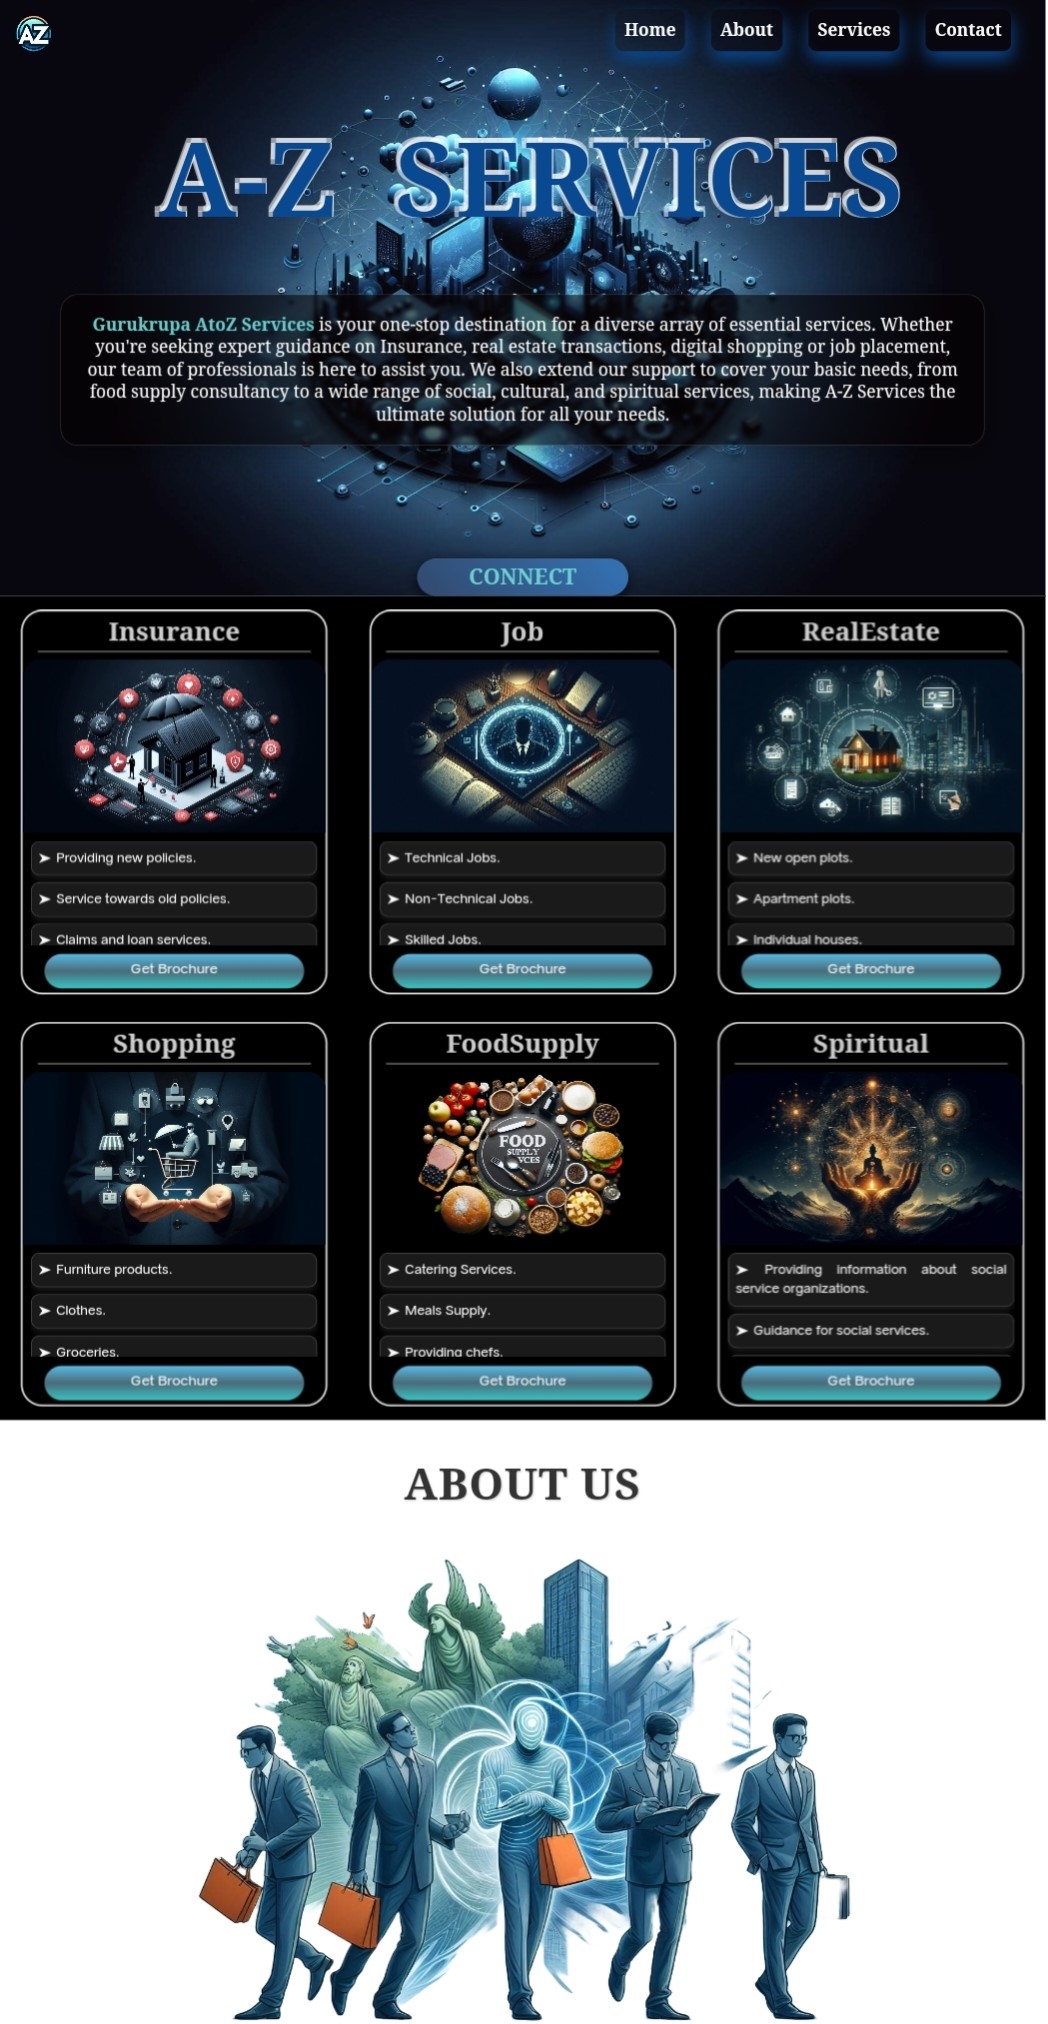 AZ
Home About Services Contact
A-Z SERVICES
Gurukrupa AtoZ Services is your one-stop destination for a diverse array of essential services. Whether
you're seeking expert guidance on Insurance, real estate transactions, digital shopping or job placement,
our team of professionals is here to assist you. We also extend our support to cover your basic needs, from
food supply consultancy to a wide range of social, cultural, and spiritual services, making A-Z Services the
ultimate solution for all your needs.
CONNECT
Insurance
➤ Providing new policies.
➤ Service towards old policies.
➤ Claims and loan services.
Get Brochure
Job
➤ Technical Jobs.
➤ Non-Technical Jobs.
➤ Skilled Jobs.
Get Brochure
RealEstate
➤ New open plots.
➤ Apartment plots.
➤ Individual houses.
Get Brochure
Shopping
➤ Furniture products.
➤ Clothes.
➤ Groceries.
Get Brochure
FoodSupply
FOOD
SUPPLY
VCES
➤ Catering Services.
➤ Meals Supply.
➤ Providing chefs.
Get Brochure
Spiritual
➤ Providing information about social
service organizations.
➤ Guidance for social services.
Get Brochure
ABOUT US